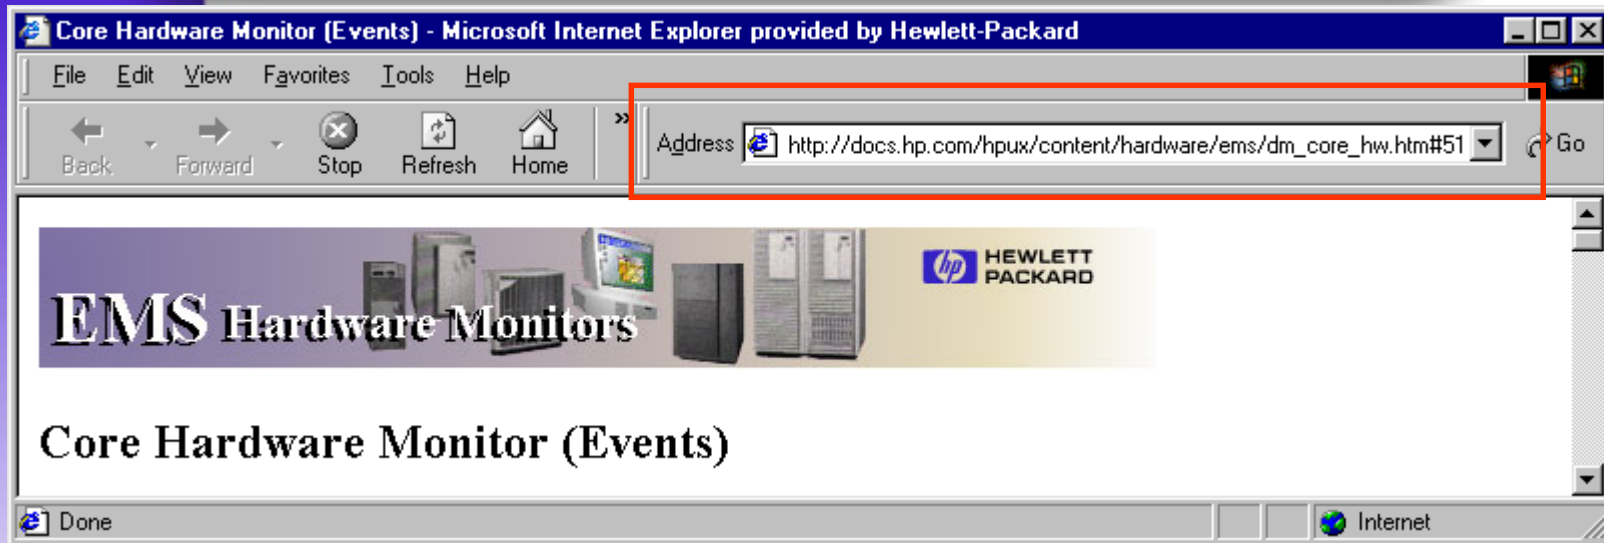 Core Hardware Monitor (Events) - Microsoft Internet Explorer provided by Hewlett-Packard
File Edit View Favorites Tools Help
Back Forward Stop Refresh Home » Address http://docs.hp.com/hpux/content/hardware/ems/dm_core_hw.htm#51 Go
hp HEWLETT
PACKARD
EMS Hardware Monitors
Core Hardware Monitor (Events)
Done Internet